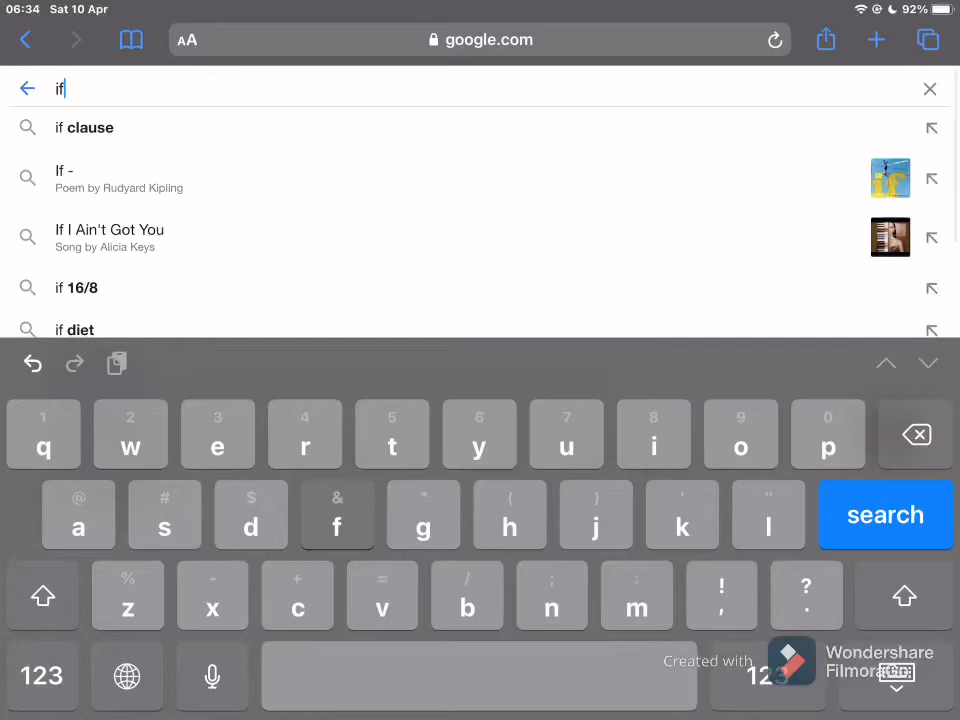 06:34 Sat 10 Apr 92%
AA google.com
if
if clause
If -
Poem by Rudyard Kipling
if
If I Ain't Got You
Song by Alicia Keys
if 16/8
if diet
1 2 3 4 5 6 7 8 9 0
q w e r t y u i o p
@ # $ & * ( ) ' "
a s d f g h j k l search
% - + = / ; : ! ?
z x c v b n m , .
Created with Wondershare
123 123 Filmora